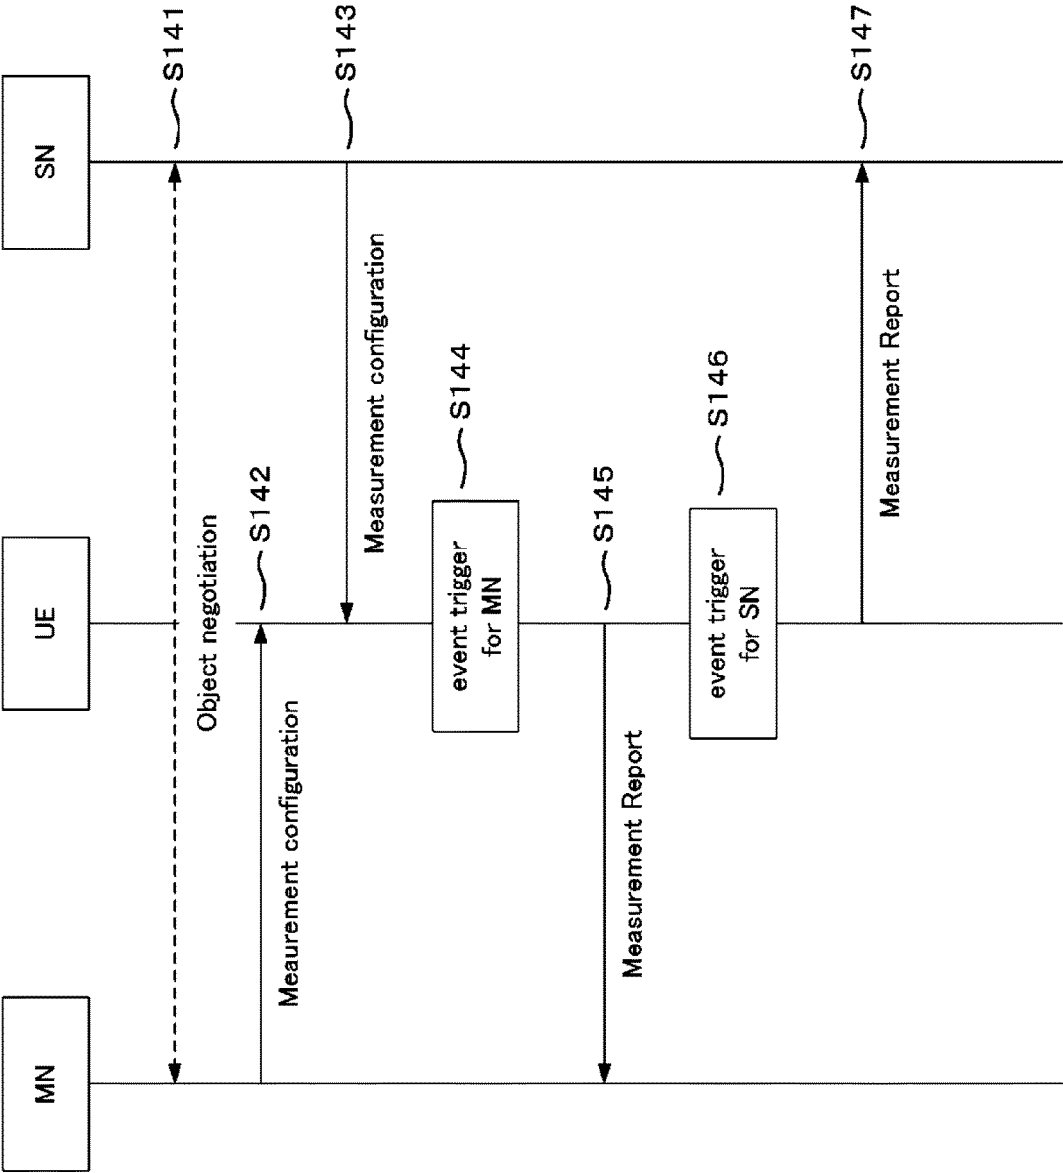 MN
UE
SN
S141
Object negotiation
S142
Meaurement configuration
S143
Measurement configuration
S144
event trigger
for MN
S145
Measurement Report
S146
event trigger
for SN
S147
Measurement Report